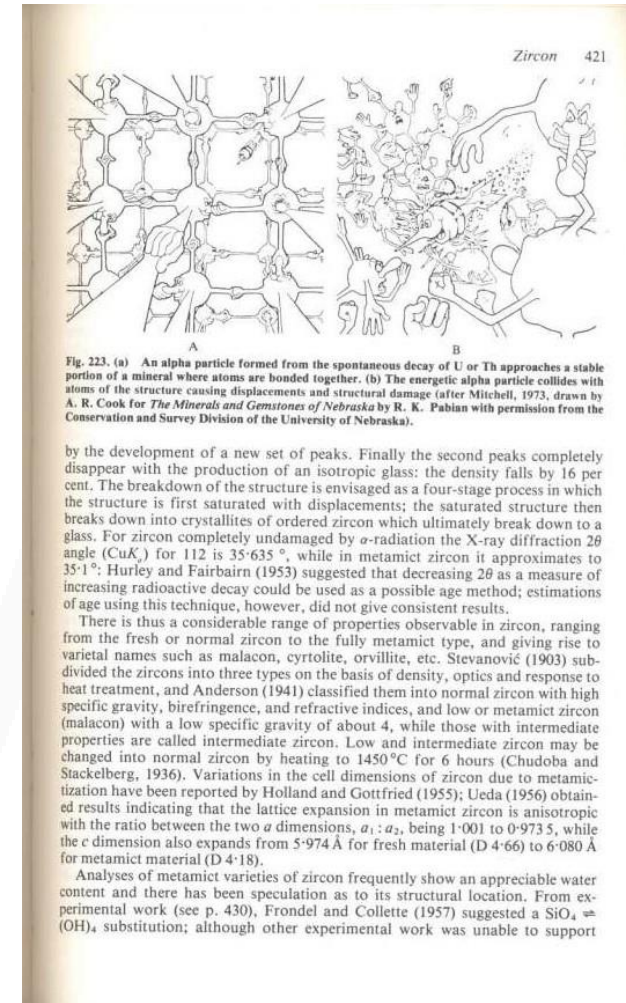 Zircon 421
A B
Fig. 223. (a) An alpha particle formed from the spontaneous decay of U or Th approaches a stable
portion of a mineral where atoms are bonded together. (b) The energetic alpha particle collides with
atoms of the structure causing displacements and structural damage (after Mitchell, 1973, drawn by
A. R. Cook for The Minerals and Gemstones of Nebraska by R. K. Pabian with permission from the
Conservation and Survey Division of the University of Nebraska).
by the development of a new set of peaks. Finally the second peaks completely
disappear with the production of an isotropic glass: the density falls by 16 per
cent. The breakdown of the structure is envisaged as a four-stage process in which
the structure is first saturated with displacements; the saturated structure then
breaks down into crystallites of ordered zircon which ultimately break down to a
glass. For zircon completely undamaged by α-radiation the X-ray diffraction 2θ
angle (CuKα) for 112 is 35·635 °, while in metamict zircon it approximates to
35·1°: Hurley and Fairbairn (1953) suggested that decreasing 2θ as a measure of
increasing radioactive decay could be used as a possible age method; estimations
of age using this technique, however, did not give consistent results.
There is thus a considerable range of properties observable in zircon, ranging
from the fresh or normal zircon to the fully metamict type, and giving rise to
varietal names such as malacon, cyrtolite, orvillite, etc. Stevanović (1903) sub-
divided the zircons into three types on the basis of density, optics and response to
heat treatment, and Anderson (1941) classified them into normal zircon with high
specific gravity, birefringence, and refractive indices, and low or metamict zircon
(malacon) with a low specific gravity of about 4, while those with intermediate
properties are called intermediate zircon. Low and intermediate zircon may be
changed into normal zircon by heating to 1450°C for 6 hours (Chudoba and
Stackelberg, 1936). Variations in the cell dimensions of zircon due to metamic-
tization have been reported by Holland and Gottfried (1955); Ueda (1956) obtain-
ed results indicating that the lattice expansion in metamict zircon is anisotropic
with the ratio between the two a dimensions, a₁ : a₂, being 1·001 to 0·973 5, while
the c dimension also expands from 5·974 Å for fresh material (D 4·66) to 6·080 Å
for metamict material (D 4·18).
Analyses of metamict varieties of zircon frequently show an appreciable water
content and there has been speculation as to its structural location. From ex-
perimental work (see p. 430), Frondel and Collette (1957) suggested a SiO₄ ⇌
(OH)₄ substitution; although other experimental work was unable to support